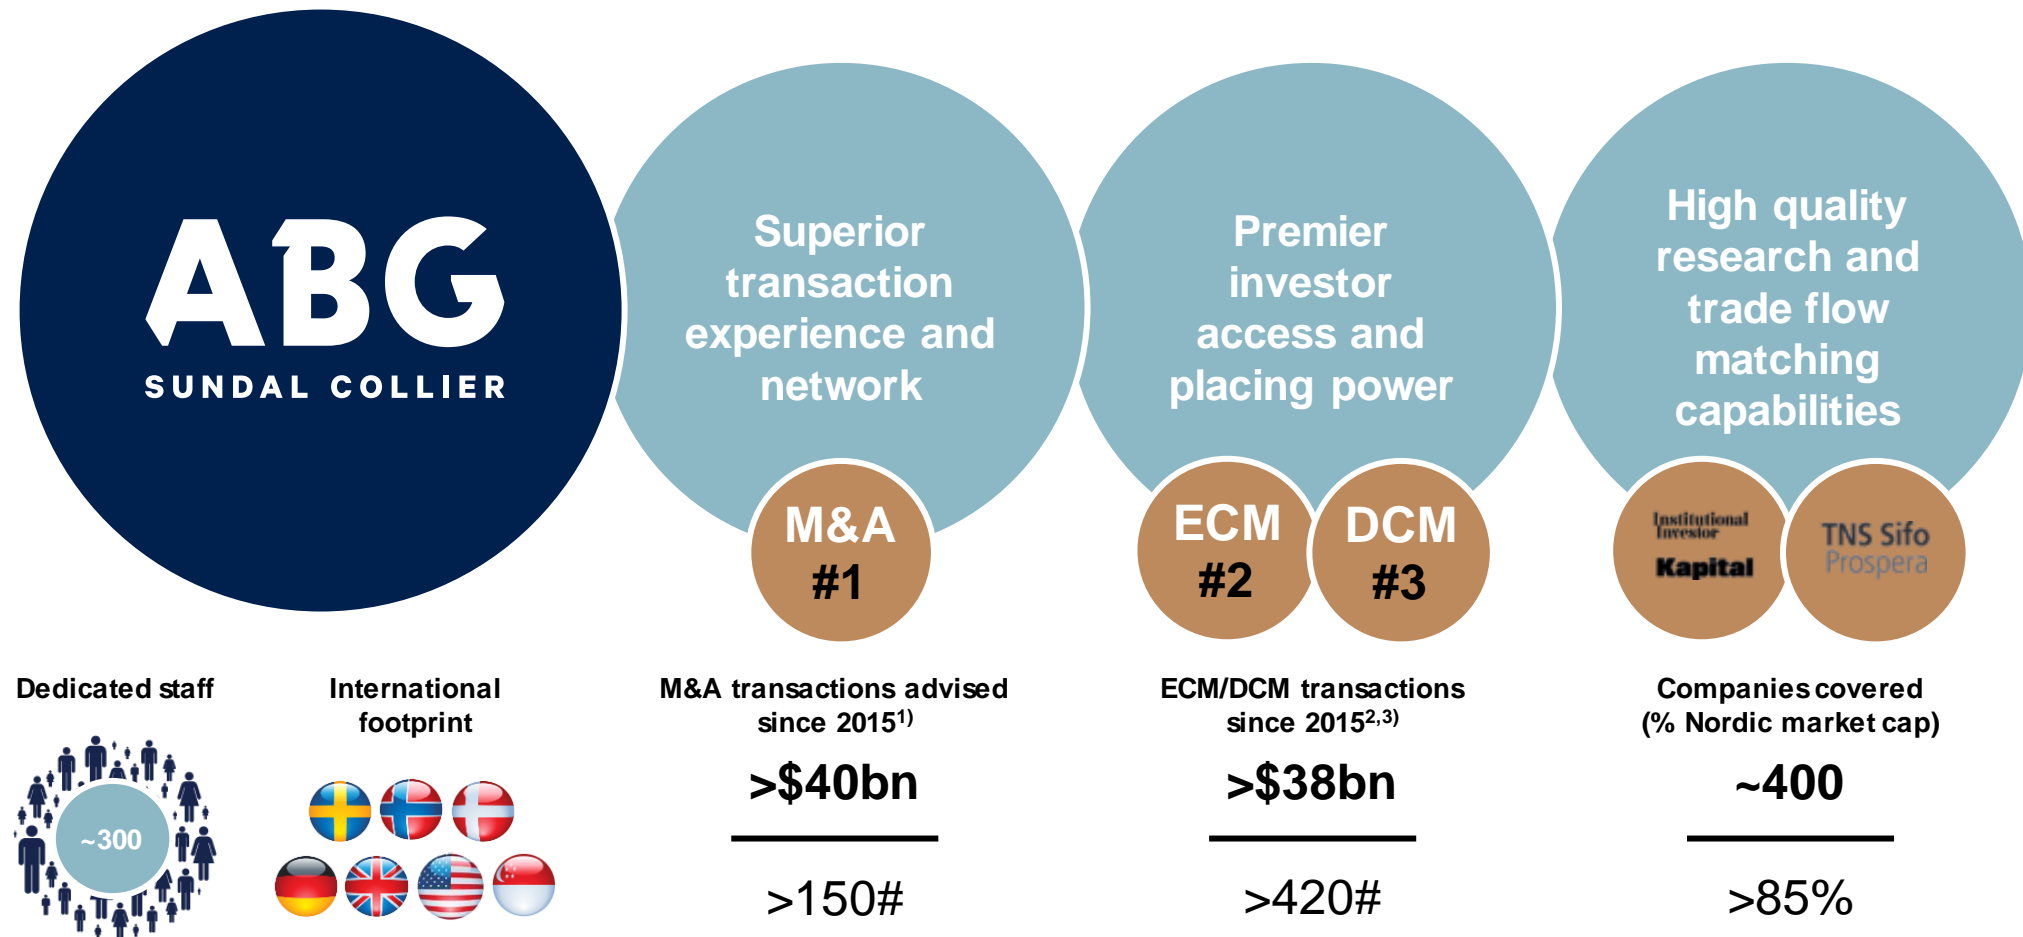 ABG
SUNDAL COLLIER
Superior
transaction
experience and
network
Premier
investor
access and
placing power
High quality
research and
trade flow
matching
capabilities
M&A
#1
ECM
#2
DCM
#3
Institutional
Investor
Kapital
TNS Sifo
Prospera
Dedicated staff
~300
International
footprint
M&A transactions advised
since 2015¹⁾
>$40bn
>150#
ECM/DCM transactions
since 2015²,³⁾
>$38bn
>420#
Companies covered
(% Nordic market cap)
~400
>85%